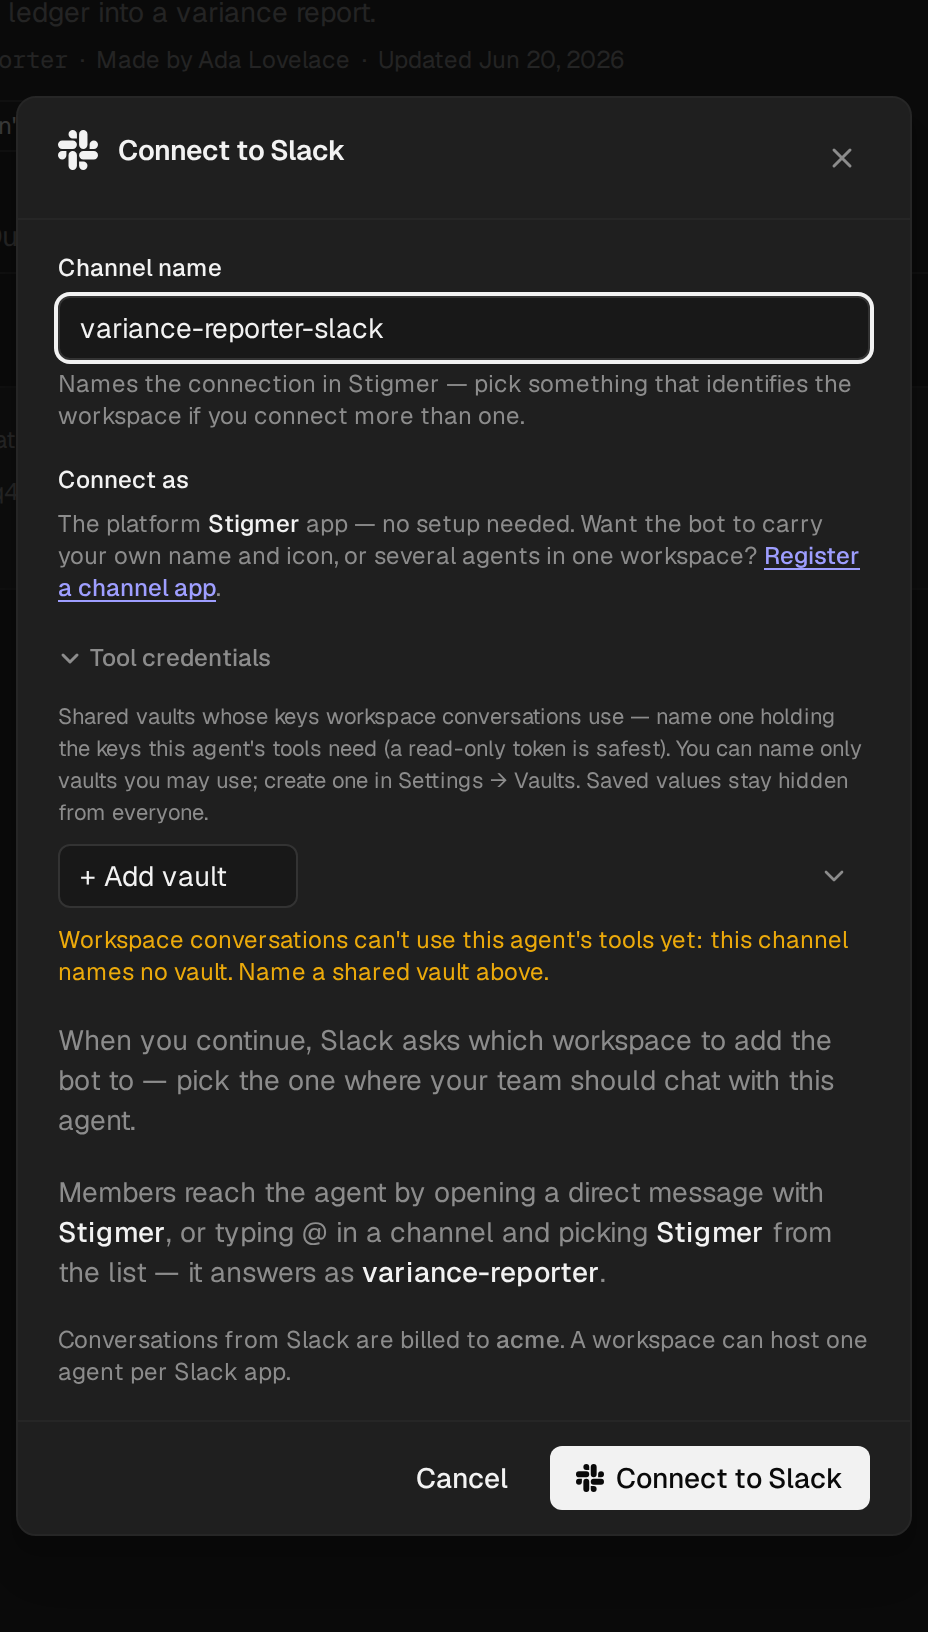 ledger into a variance report.
orter · Made by Ada Lovelace · Updated Jun 20, 2026
Connect to Slack
Channel name
variance-reporter-slack
Names the connection in Stigmer — pick something that identifies the
workspace if you connect more than one.
Connect as
The platform Stigmer app — no setup needed. Want the bot to carry
your own name and icon, or several agents in one workspace? Register
a channel app.
Tool credentials
Shared vaults whose keys workspace conversations use — name one holding
the keys this agent's tools need (a read-only token is safest). You can name only
vaults you may use; create one in Settings → Vaults. Saved values stay hidden
from everyone.
+ Add vault
Workspace conversations can't use this agent's tools yet: this channel
names no vault. Name a shared vault above.
When you continue, Slack asks which workspace to add the
bot to — pick the one where your team should chat with this
agent.
Members reach the agent by opening a direct message with
Stigmer, or typing @ in a channel and picking Stigmer from
the list — it answers as variance-reporter.
Conversations from Slack are billed to acme. A workspace can host one
agent per Slack app.
Cancel
Connect to Slack